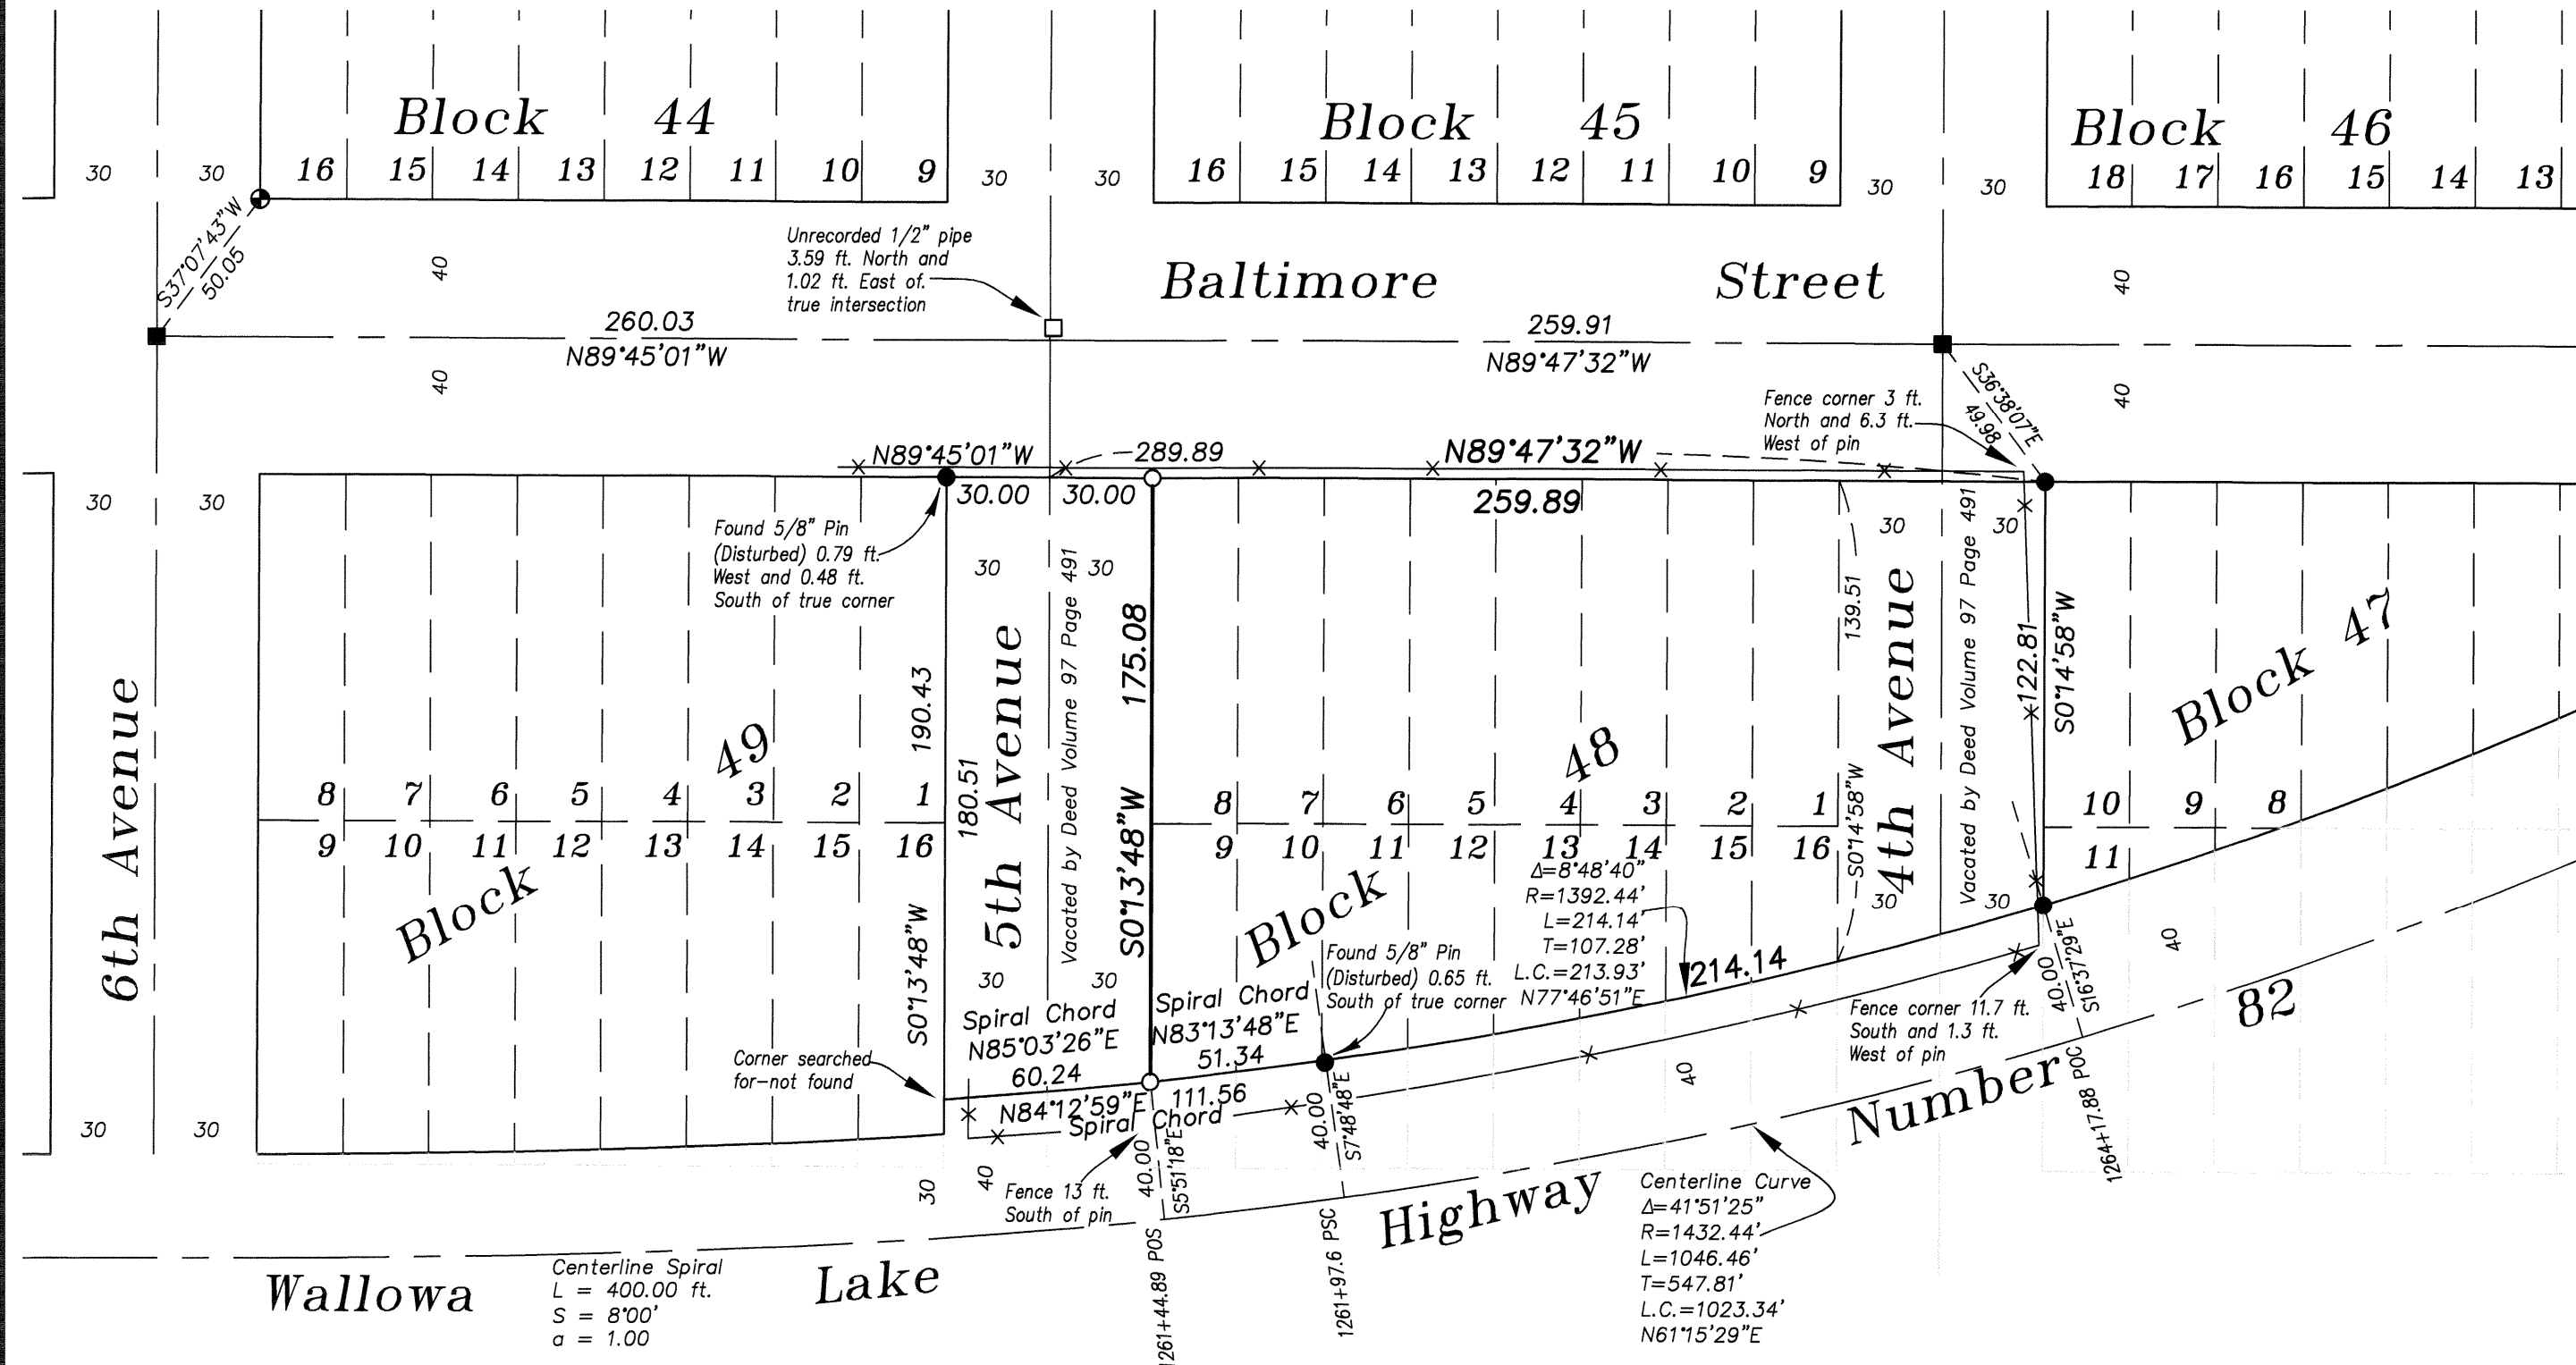 Block 44
Block 45
Block 46
30 30 16 15 14 13 12 11 10 9 30 30 16 15 14 13 12 11 10 9 30 30 18 17 16 15 14 13
S37°07'43"W
50.05
40
Unrecorded 1/2" pipe
3.59 ft. North and
1.02 ft. East of
true intersection
Baltimore Street
40
260.03
N89°45'01"W
259.91
N89°47'32"W
40
40
S36°38'07"E
49.98
Fence corner 3 ft.
North and 6.3 ft.
West of pin
N89°45'01"W
289.89
N89°47'32"W
30.00 30.00
259.89
30 30
30 30
Found 5/8" Pin
(Disturbed) 0.79 ft.
West and 0.48 ft.
South of true corner
30 30
6th Avenue
190.43
180.51
S0°13'48"W
5th Avenue
Vacated by Deed Volume 97 Page 491
175.08
S0°13'48"W
139.51
S0°14'58"W
4th Avenue
Vacated by Deed Volume 97 Page 491
122.81
S0°14'58"W
Block 49
8 7 6 5 4 3 2 1
9 10 11 12 13 14 15 16
Block 48
8 7 6 5 4 3 2 1
9 10 11 12 13 14 15 16
Block 47
10 9 8
11
Δ=8°48'40"
R=1392.44'
L=214.14'
T=107.28'
L.C.=213.93'
N77°46'51"E
214.14
30 30
30 30
Found 5/8" Pin
(Disturbed) 0.65 ft.
South of true corner
Spiral Chord
N85°03'26"E
60.24
Spiral Chord
N83°13'48"E
51.34
N84°12'59"E 111.56
Spiral Chord
Corner searched
for-not found
Fence corner 11.7 ft.
South and 1.3 ft.
West of pin
40.00
S16°37'29"E
40
30 30
30
40
Fence 13 ft.
South of pin
40.00
S5°51'18"E
40.00
S7°48'48"E
40
1261+44.89 POS
1261+97.6 PSC
1264+17.88 POC
Wallowa Lake Highway Number 82
Centerline Spiral
L = 400.00 ft.
S = 8°00'
a = 1.00
Centerline Curve
Δ=41°51'25"
R=1432.44'
L=1046.46'
T=547.81'
L.C.=1023.34'
N61°15'29"E